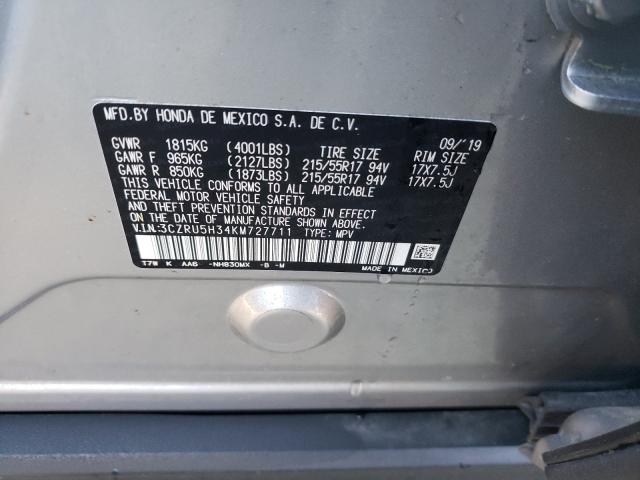 MFD.BY HONDA DE MEXICO S.A. DE C.V.
GVWR 1815KG (4001LBS) TIRE SIZE 09/'19
GAWR F 965KG (2127LBS) 215/55R17 94V RIM SIZE
GAWR R 850KG (1873LBS) 215/55R17 94V 17X7.5J
17X7.5J
THIS VEHICLE CONFORMS TO ALL APPLICABLE
FEDERAL MOTOR VEHICLE SAFETY STANDARDS IN EFFECT
ON THE DATE OF MANUFACTURE SHOWN ABOVE.
V.I.N:3CZRU5H34KM727711 TYPE: MPV
T7W K AA6 -NH830MX -B -M MADE IN MEXICO